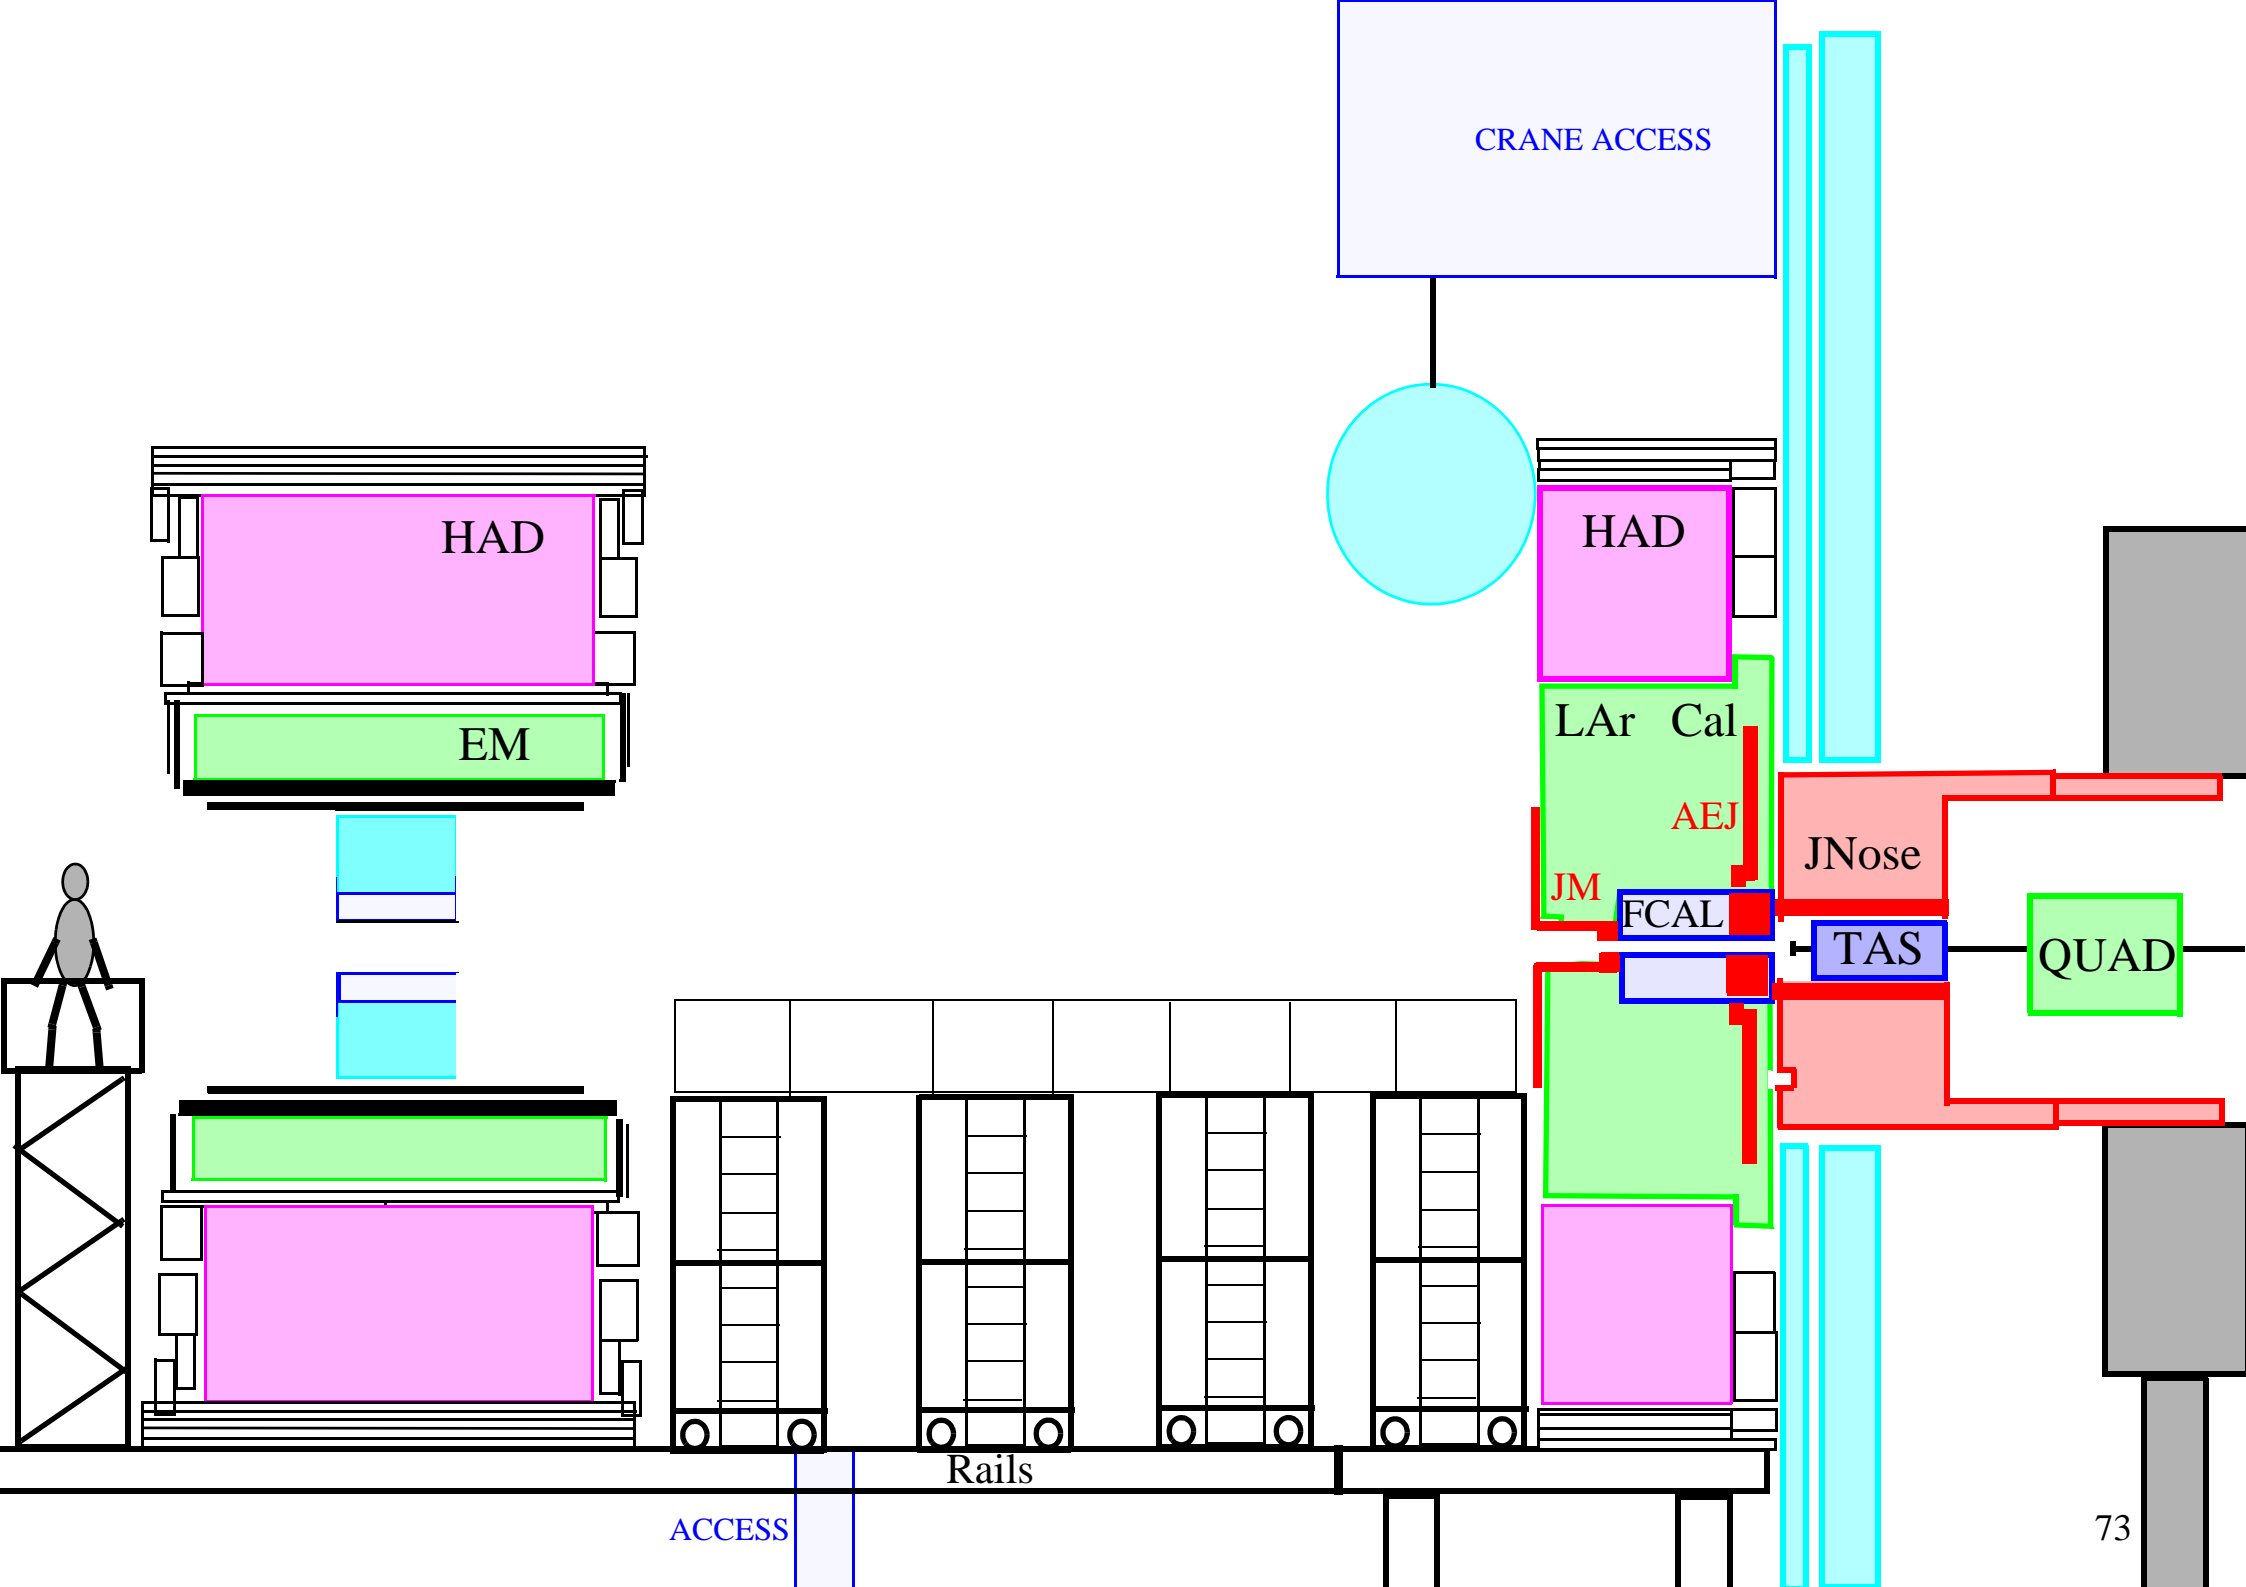 CRANE ACCESS
HAD
HAD
LAr Cal
EM
AEJ
JNose
JM
FCAL
TAS
QUAD
Rails
ACCESS
73